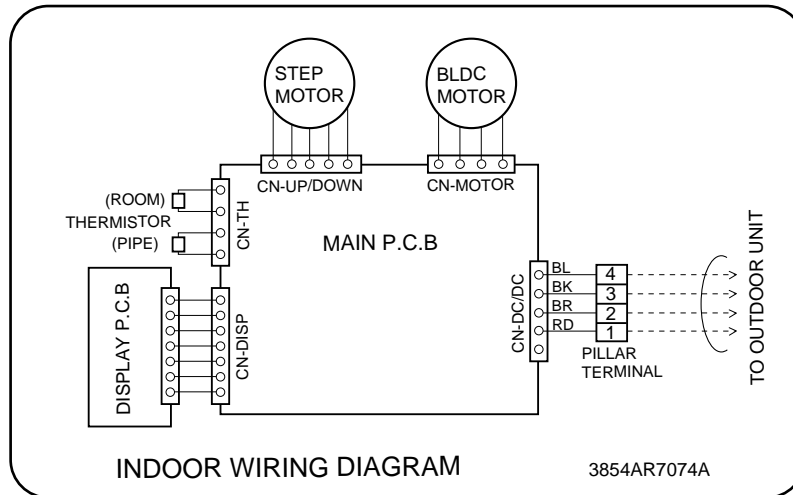 STEP
MOTOR
BLDC
MOTOR
CN-UP/DOWN
CN-MOTOR
(ROOM)
THERMISTOR
(PIPE)
CN-TH
MAIN P.C.B
DISPLAY P.C.B
CN-DISP
CN-DC/DC
BL
4
BK
3
BR
2
RD
1
PILLAR
TERMINAL
TO OUTDOOR UNIT
INDOOR WIRING DIAGRAM
3854AR7074A